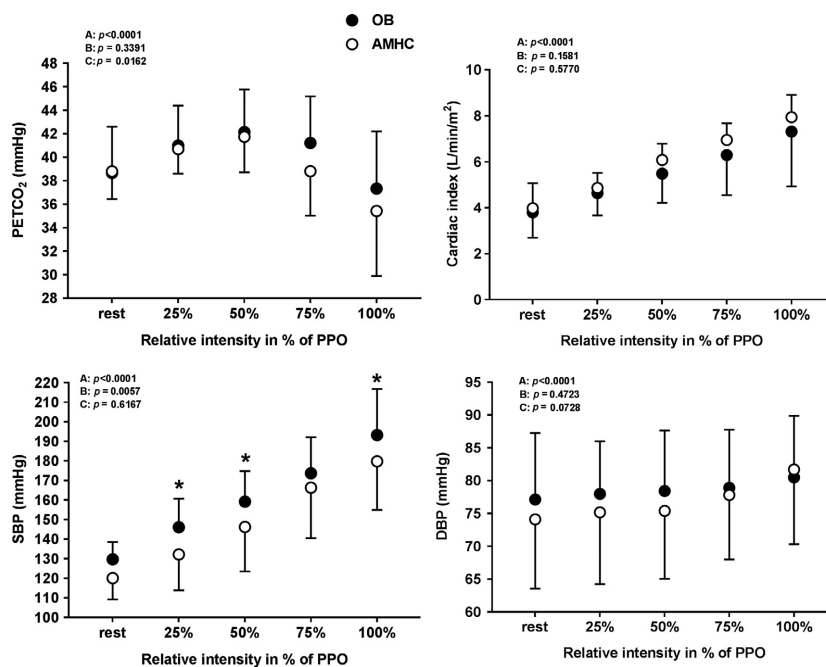 OB
AMHC
A: p<0.0001
B: p = 0.3391
C: p = 0.0162
48
46
44
42
40
38
36
34
32
30
28
PETCO2 (mmHg)
rest 25% 50% 75% 100%
Relative intensity in % of PPO
A: p<0.0001
B: p = 0.1581
C: p = 0.5770
10
8
6
4
2
0
Cardiac index (L/min/m²)
rest 25% 50% 75% 100%
Relative intensity in % of PPO
A: p<0.0001
B: p = 0.0057
C: p = 0.6167
220
210
200
190
180
170
160
150
140
130
120
110
100
SBP (mmHg)
* * *
rest 25% 50% 75% 100%
Relative intensity in % of PPO
A: p<0.0001
B: p = 0.4723
C: p = 0.0728
95
90
85
80
75
70
65
60
DBP (mmHg)
rest 25% 50% 75% 100%
Relative intensity in % of PPO